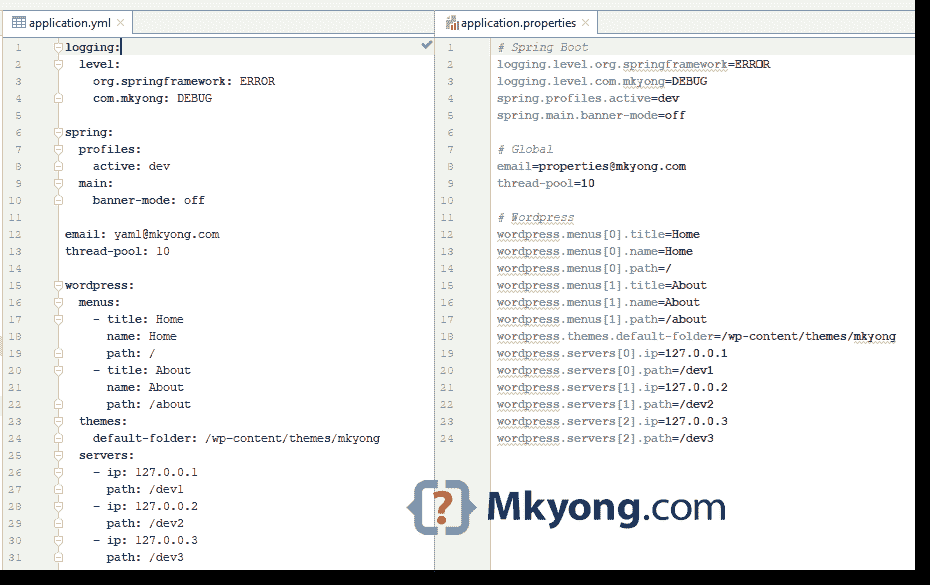 application.yml
1 logging:
2 level:
3 org.springframework: ERROR
4 com.mkyong: DEBUG
5
6 spring:
7 profiles:
8 active: dev
9 main:
10 banner-mode: off
11
12 email: yaml@mkyong.com
13 thread-pool: 10
14
15 wordpress:
16 menus:
17 - title: Home
18 name: Home
19 path: /
20 - title: About
21 name: About
22 path: /about
23 themes:
24 default-folder: /wp-content/themes/mkyong
25 servers:
26 - ip: 127.0.0.1
27 path: /dev1
28 - ip: 127.0.0.2
29 path: /dev2
30 - ip: 127.0.0.3
31 path: /dev3
application.properties
1 # Spring Boot
2 logging.level.org.springframework=ERROR
3 logging.level.com.mkyong=DEBUG
4 spring.profiles.active=dev
5 spring.main.banner-mode=off
6
7 # Global
8 email=properties@mkyong.com
9 thread-pool=10
10
11 # Wordpress
12 wordpress.menus[0].title=Home
13 wordpress.menus[0].name=Home
14 wordpress.menus[0].path=/
15 wordpress.menus[1].title=About
16 wordpress.menus[1].name=About
17 wordpress.menus[1].path=/about
18 wordpress.themes.default-folder=/wp-content/themes/mkyong
19 wordpress.servers[0].ip=127.0.0.1
20 wordpress.servers[0].path=/dev1
21 wordpress.servers[1].ip=127.0.0.2
22 wordpress.servers[1].path=/dev2
23 wordpress.servers[2].ip=127.0.0.3
24 wordpress.servers[2].path=/dev3
{?} Mkyong.com